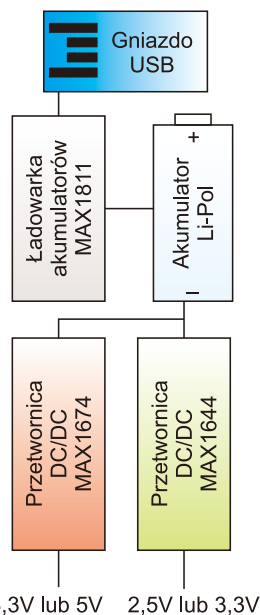 Gniazdo
USB
Ładowarka
akumulatorów
MAX1811
+
Akumulator
Li-Pol
–
Przetwornica
DC/DC
MAX1674
Przetwornica
DC/DC
MAX1644
,3V lub 5V
2,5V lub 3,3V